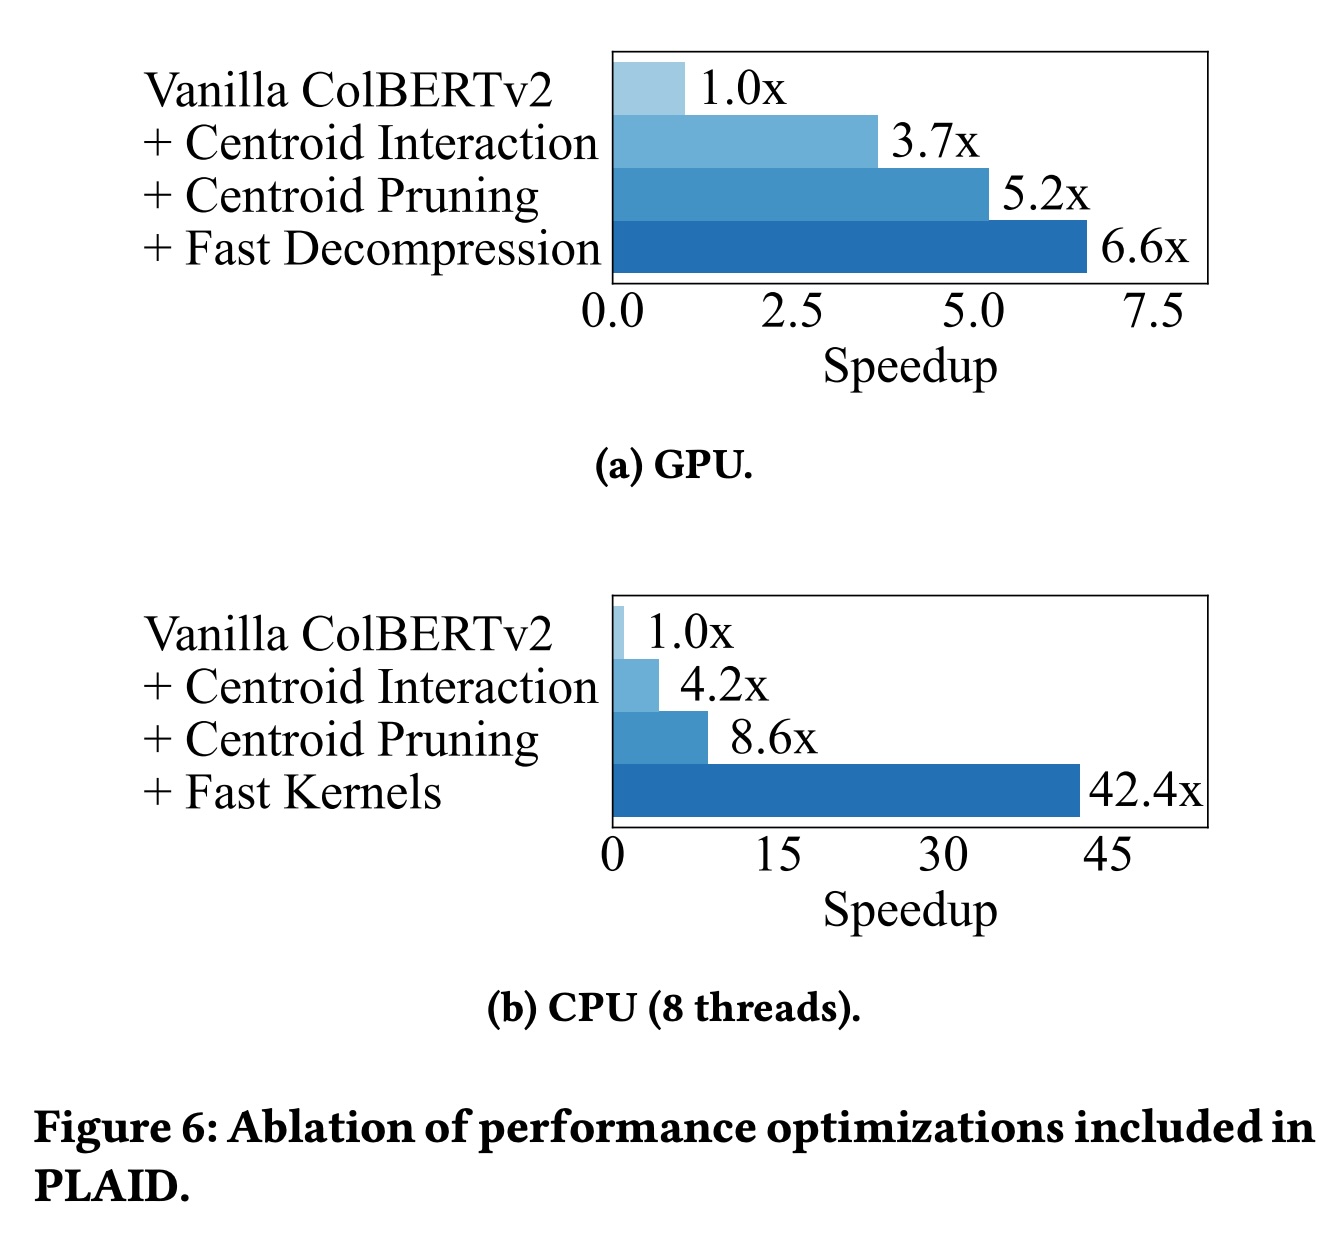 Vanilla ColBERTv2 1.0x
+ Centroid Interaction 3.7x
+ Centroid Pruning 5.2x
+ Fast Decompression 6.6x
0.0 2.5 5.0 7.5
Speedup
(a) GPU.
Vanilla ColBERTv2 1.0x
+ Centroid Interaction 4.2x
+ Centroid Pruning 8.6x
+ Fast Kernels 42.4x
0 15 30 45
Speedup
(b) CPU (8 threads).
Figure 6: Ablation of performance optimizations included in
PLAID.